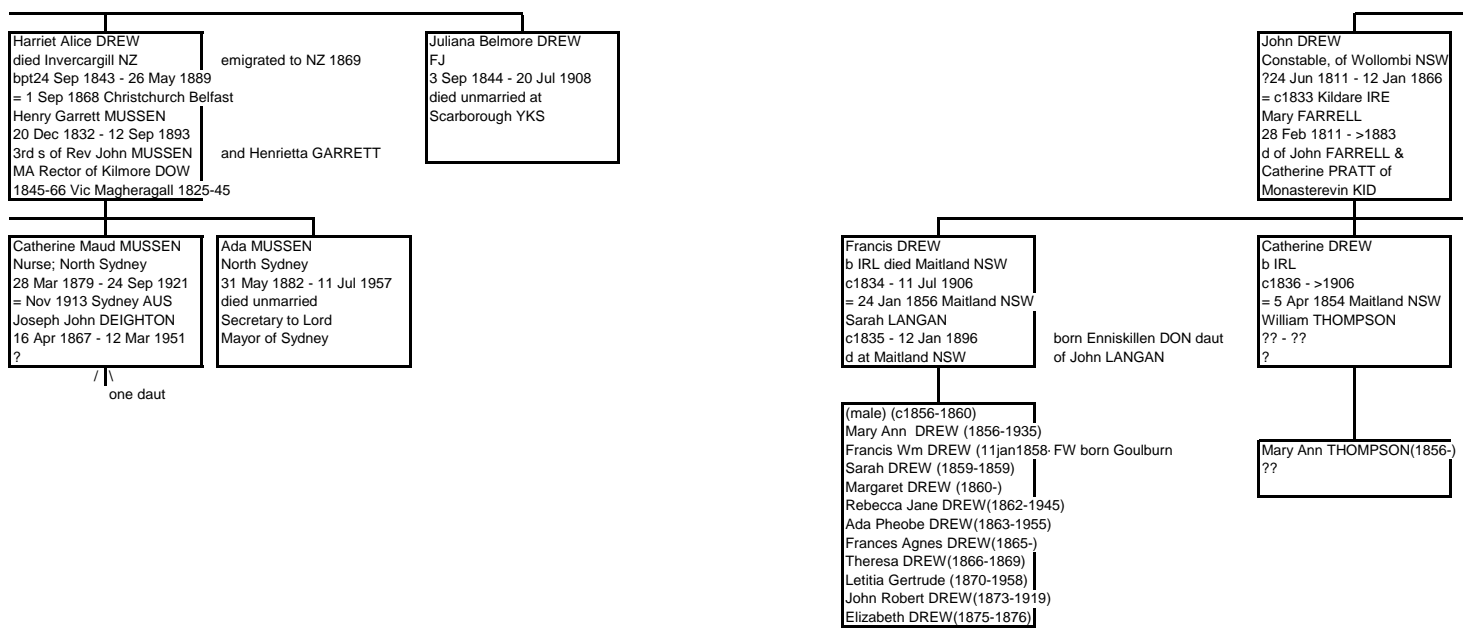 Harriet Alice DREW
died Invercargill NZ
emigrated to NZ 1869
bpt24 Sep 1843 - 26 May 1889
= 1 Sep 1868 Christchurch Belfast
Henry Garrett MUSSEN
20 Dec 1832 - 12 Sep 1893
3rd s of Rev John MUSSEN
and Henrietta GARRETT
MA Rector of Kilmore DOW
1845-66 Vic Magheragall 1825-45
Juliana Belmore DREW
FJ
3 Sep 1844 - 20 Jul 1908
died unmarried at
Scarborough YKS
John DREW
Constable, of Wollombi NSW
?24 Jun 1811 - 12 Jan 1866
= c1833 Kildare IRE
Mary FARRELL
28 Feb 1811 - >1883
d of John FARRELL &
Catherine PRATT of
Monasterevin KID
Catherine Maud MUSSEN
Nurse; North Sydney
28 Mar 1879 - 24 Sep 1921
= Nov 1913 Sydney AUS
Joseph John DEIGHTON
16 Apr 1867 - 12 Mar 1951
?
/ \
one daut
Ada MUSSEN
North Sydney
31 May 1882 - 11 Jul 1957
died unmarried
Secretary to Lord
Mayor of Sydney
Francis DREW
b IRL died Maitland NSW
c1834 - 11 Jul 1906
= 24 Jan 1856 Maitland NSW
Sarah LANGAN
c1835 - 12 Jan 1896
born Enniskillen DON daut
d at Maitland NSW
of John LANGAN
Catherine DREW
b IRL
c1836 - >1906
= 5 Apr 1854 Maitland NSW
William THOMPSON
?? - ??
?
(male) (c1856-1860)
Mary Ann  DREW (1856-1935)
Francis Wm DREW (11jan1858- FW born Goulburn
Sarah DREW (1859-1859)
Margaret DREW (1860-)
Rebecca Jane DREW(1862-1945)
Ada Pheobe DREW(1863-1955)
Frances Agnes DREW(1865-)
Theresa DREW(1866-1869)
Letitia Gertrude (1870-1958)
John Robert DREW(1873-1919)
Elizabeth DREW(1875-1876)
Mary Ann THOMPSON(1856-)
??